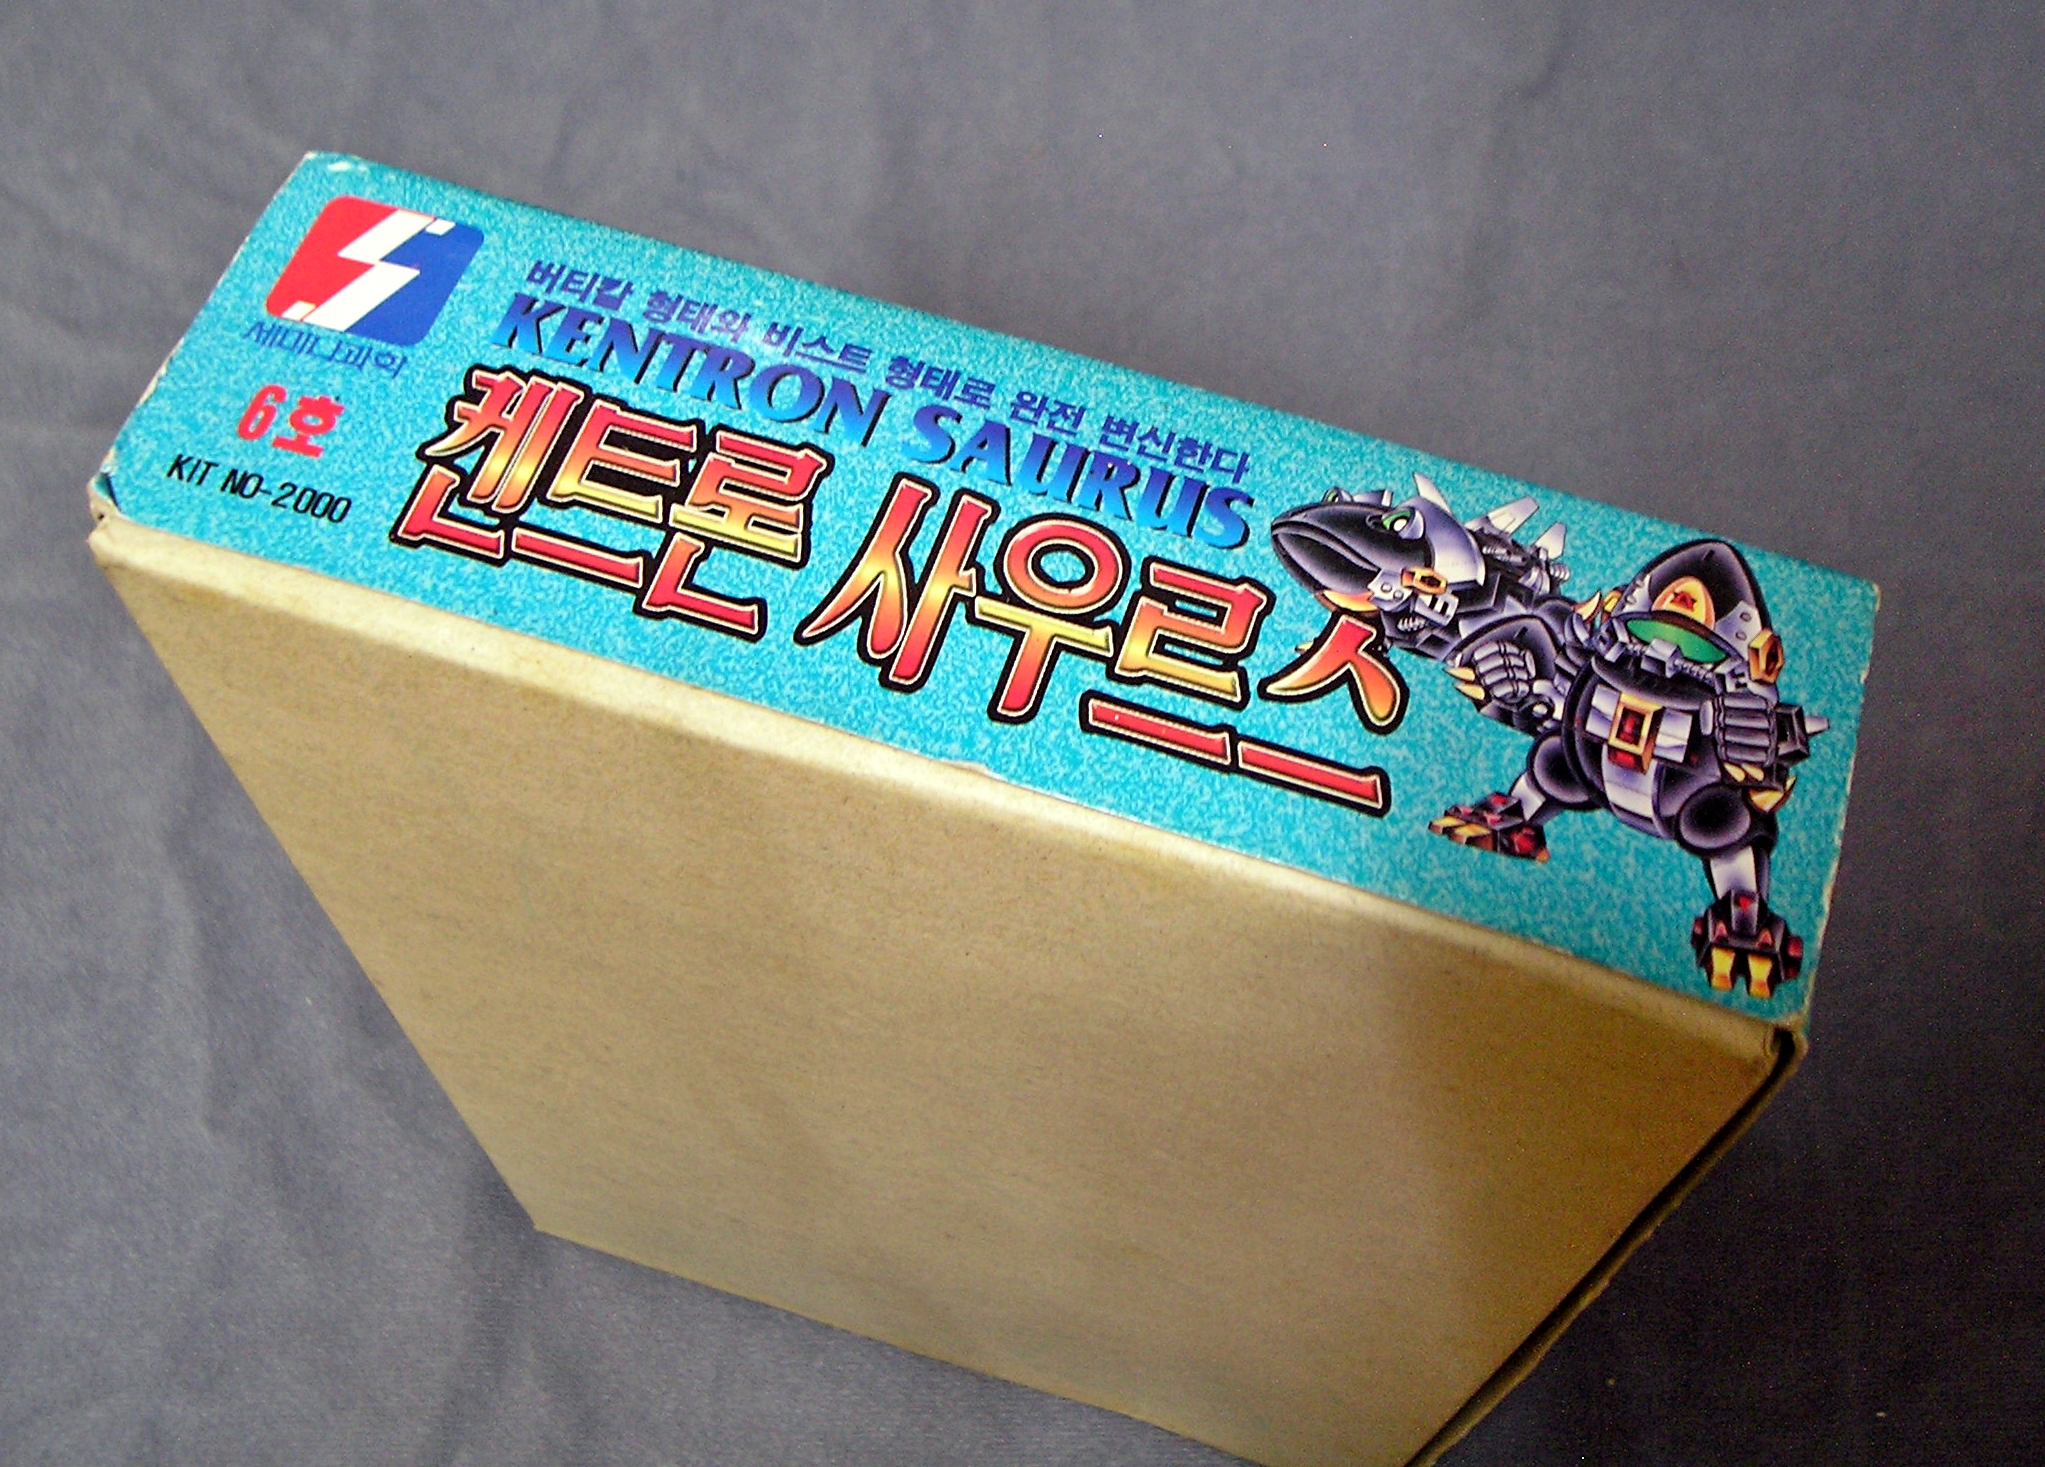 세미나과학
6호
KIT NO-2000
버티칼 형태와 비스트 형태로 완전 변신한다
KENTRON SAURUS
켄트론 사우르스